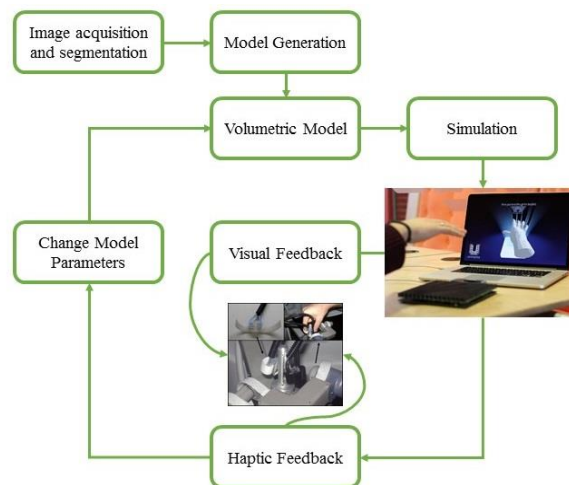 Image acquisition
and segmentation
Model Generation
Volumetric Model
Simulation
Change Model
Parameters
Visual Feedback
Haptic Feedback